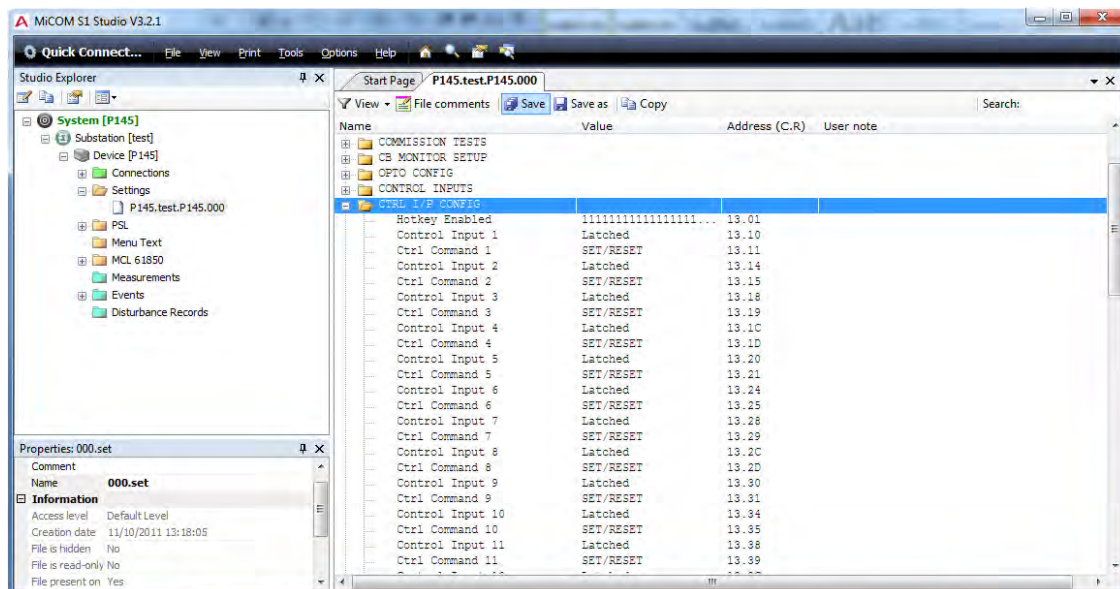 MiCOM S1 Studio V3.2.1
Quick Connect... File View Print Tools Options Help
Studio Explorer
System [P145]
Substation [test]
Device [P145]
Connections
Settings
P145.test.P145.000
PSL
Menu Text
MCL 61850
Measurements
Events
Disturbance Records
Properties: 000.set
Comment
Name 000.set
Information
Access level Default Level
Creation date 11/10/2011 13:18:05
File is hidden No
File is read-only No
File present on Yes
Start Page P145.test.P145.000
View File comments Save Save as Copy Search:
Name Value Address (C.R) User note
COMMISSION TESTS
CB MONITOR SETUP
OPTO CONFIG
CONTROL INPUTS
CTRL I/P CONFIG
Hotkey Enabled 11111111111111111... 13.01
Control Input 1 Latched 13.10
Ctrl Command 1 SET/RESET 13.11
Control Input 2 Latched 13.14
Ctrl Command 2 SET/RESET 13.15
Control Input 3 Latched 13.18
Ctrl Command 3 SET/RESET 13.19
Control Input 4 Latched 13.1C
Ctrl Command 4 SET/RESET 13.1D
Control Input 5 Latched 13.20
Ctrl Command 5 SET/RESET 13.21
Control Input 6 Latched 13.24
Ctrl Command 6 SET/RESET 13.25
Control Input 7 Latched 13.28
Ctrl Command 7 SET/RESET 13.29
Control Input 8 Latched 13.2C
Ctrl Command 8 SET/RESET 13.2D
Control Input 9 Latched 13.30
Ctrl Command 9 SET/RESET 13.31
Control Input 10 Latched 13.34
Ctrl Command 10 SET/RESET 13.35
Control Input 11 Latched 13.38
Ctrl Command 11 SET/RESET 13.39